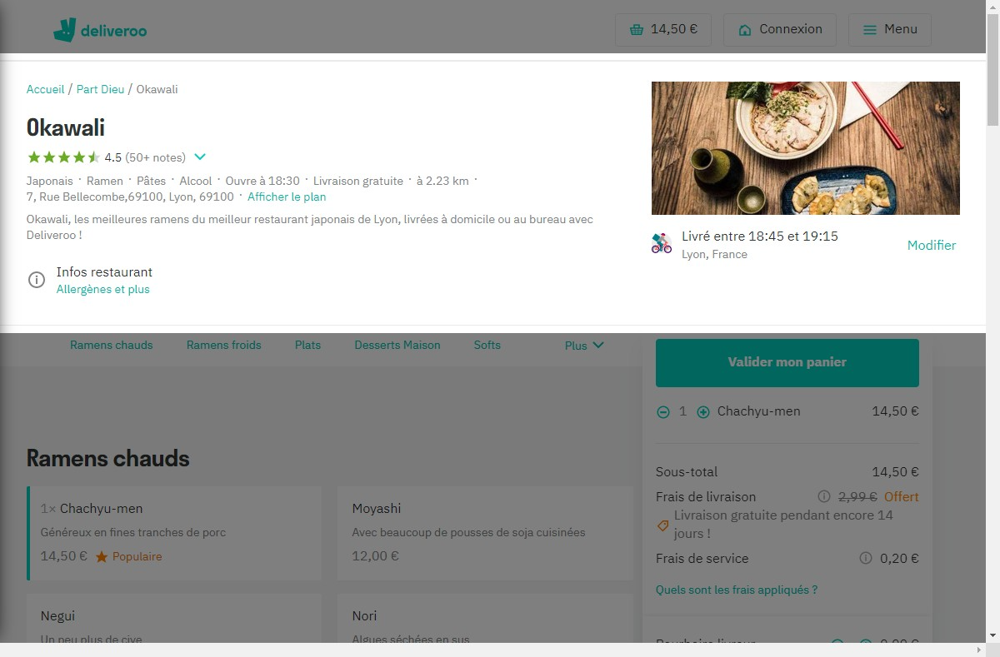 deliveroo
14,50 €
Connexion
Menu
Accueil / Part Dieu / Okawali
Okawali
4.5 (50+ notes)
Japonais · Ramen · Pâtes · Alcool · Ouvre à 18:30 · Livraison gratuite · à 2.23 km ·
7, Rue Bellecombe,69100, Lyon, 69100 · Afficher le plan
Okawali, les meilleures ramens du meilleur restaurant japonais de Lyon, livrées à domicile ou au bureau avec
Deliveroo !
Infos restaurant
Allergènes et plus
Livré entre 18:45 et 19:15
Lyon, France
Modifier
Ramens chauds
Ramens froids
Plats
Desserts Maison
Softs
Plus
Ramens chauds
1× Chachyu-men
Généreux en fines tranches de porc
14,50 € Populaire
Moyashi
Avec beaucoup de pousses de soja cuisinées
12,00 €
Negui
Un peu plus de cive
Nori
Algues séchées en sus
Valider mon panier
1 Chachyu-men 14,50 €
Sous-total 14,50 €
Frais de livraison 2,99 € Offert
Livraison gratuite pendant encore 14
jours !
Frais de service 0,20 €
Quels sont les frais appliqués ?